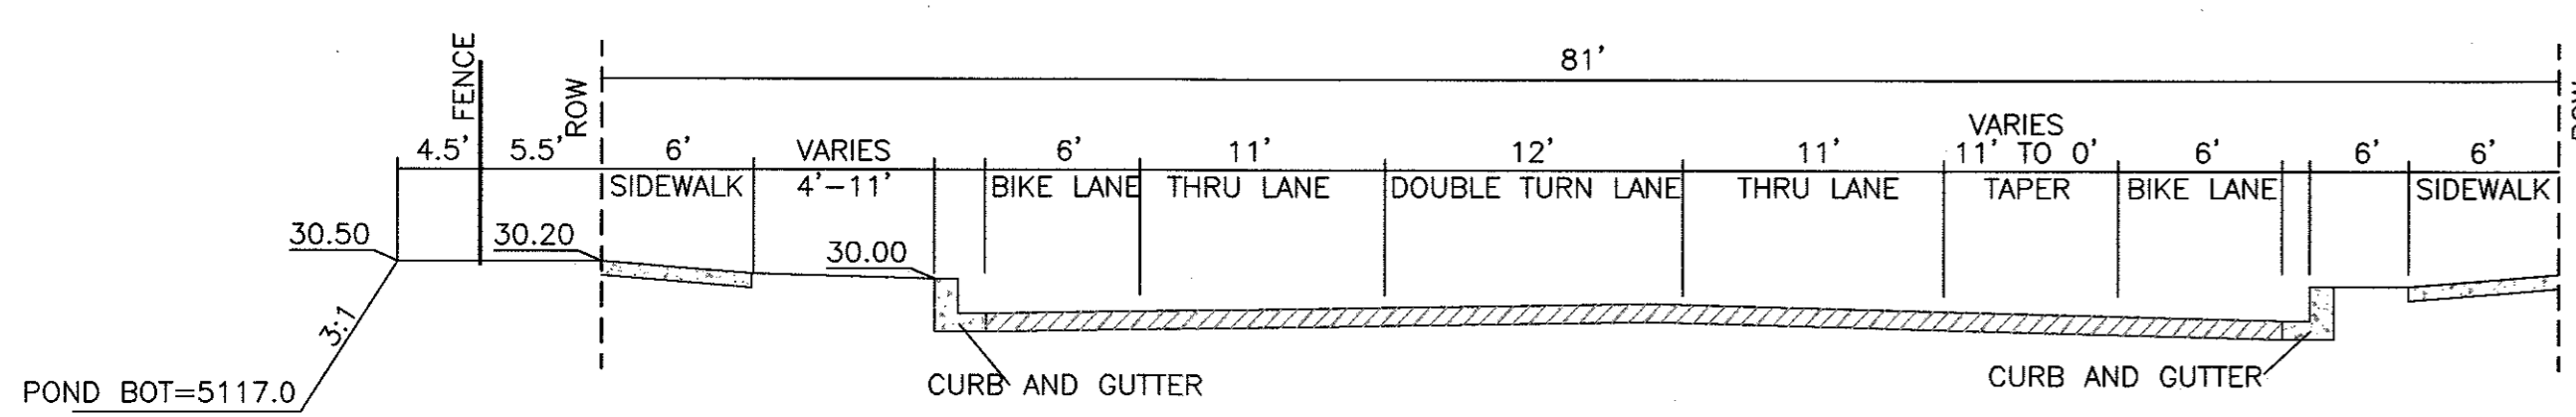 81'
FENCE
ROW
ROW
4.5' 5.5' 6' VARIES 6' 11' 12' 11' VARIES 11' TO 0' 6' 6' 6'
SIDEWALK 4'-11' BIKE LANE THRU LANE DOUBLE TURN LANE THRU LANE TAPER BIKE LANE SIDEWALK
30.50 30.20 30.00
3:1
POND BOT=5117.0
CURB AND GUTTER
CURB AND GUTTER